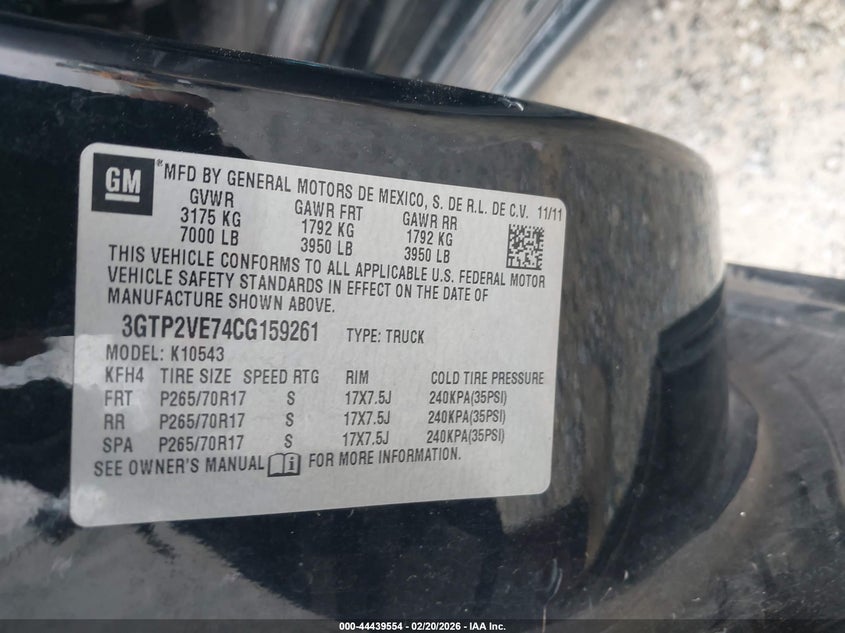 GM
®MFD BY GENERAL MOTORS DE MEXICO, S. DE R.L. DE C.V. 11/11
GVWR GAWR FRT GAWR RR
3175 KG 1792 KG 1792 KG
7000 LB 3950 LB 3950 LB
THIS VEHICLE CONFORMS TO ALL APPLICABLE U.S. FEDERAL MOTOR
VEHICLE SAFETY STANDARDS IN EFFECT ON THE DATE OF
MANUFACTURE SHOWN ABOVE.
3GTP2VE74CG159261 TYPE: TRUCK
MODEL: K10543
KFH4 TIRE SIZE SPEED RTG RIM COLD TIRE PRESSURE
FRT P265/70R17 S 17X7.5J 240KPA(35PSI)
RR P265/70R17 S 17X7.5J 240KPA(35PSI)
SPA P265/70R17 S 17X7.5J 240KPA(35PSI)
SEE OWNER'S MANUAL FOR MORE INFORMATION.
000-44439554 | 02/20/2026 - IAA Inc.